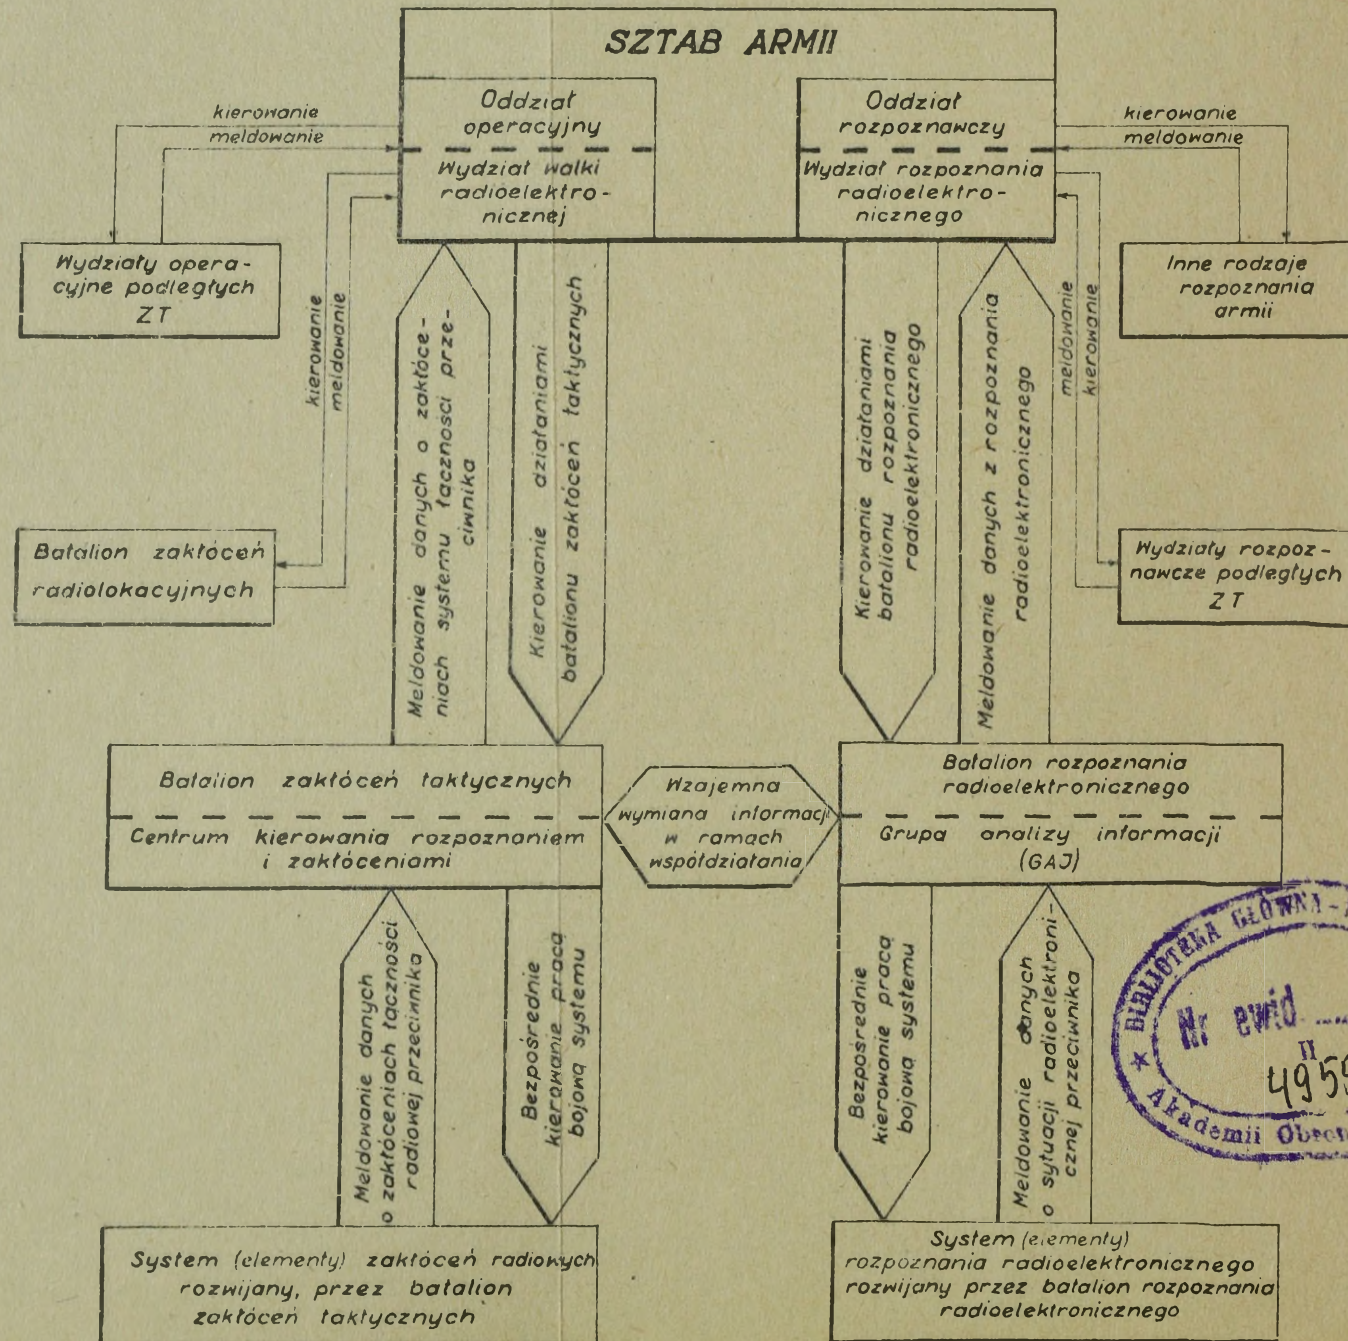 SZTAB ARMII
Oddział
operacyjny
Wydział walki
radioelektro-
nicznej
Oddział
rozpoznawczy
Wydział rozpoznania
radioelektro-
nicznego
kierowanie
meldowanie
kierowanie
meldowanie
Wydziały opera-
cyjne podległych
ZT
Inne rodzaje
rozpoznania
armii
kierowanie
meldowanie
meldowanie
kierowanie
Batalion zakłóceń
radiolokacyjnych
Wydziały rozpoz-
nawcze podległych
ZT
Meldowanie danych o zakłóce-
niach systemu łączności prze-
ciwnika
Kierowanie działaniami
batalionu zakłóceń taktycznych
Kierowanie działaniami
batalionu rozpoznania
radioelektronicznego
Meldowanie danych z rozpoznania
radioelektronicznego
Batalion zakłóceń taktycznych
Centrum kierowania rozpoznaniem
i zakłóceniami
Wzajemna
wymiana informacji
w ramach
współdziałania
Batalion rozpoznania
radioelektronicznego
Grupa analizy informacji
(GAJ)
Meldowanie danych
o zakłóceniach łączności
radiowej przeciwnika
Bezpośrednie
kierowanie pracą
bojową systemu
Bezpośrednie
kierowanie pracą
bojową systemu
Meldowanie danych
o sytuacji radioelektroni-
cznej przeciwnika
BIBLIOTEKA GŁÓWNA
Nr ewid
II
495
Akademii
System (elementy) zakłóceń radiowych
rozwijany, przez batalion
zakłóceń taktycznych
System (elementy)
rozpoznania radioelektronicznego
rozwijany przez batalion rozpoznania
radioelektronicznego